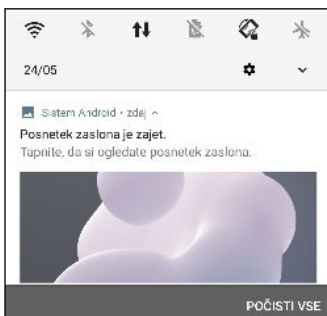 24/05
Sistem Android • zdaj
Posnetek zaslona je zajet.
Tapnite, da si ogledate posnetek zaslona.
POČISTI VSE